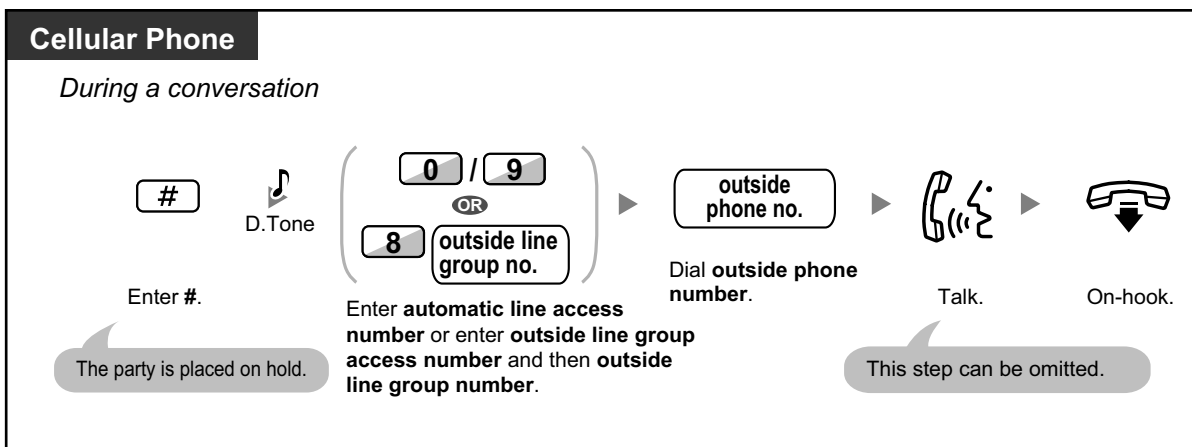 Cellular Phone
During a conversation
#
D.Tone
0 / 9
OR
8 outside line
group no.
outside
phone no.
Enter #.
Enter automatic line access
number or enter outside line group
access number and then outside
line group number.
Dial outside phone
number.
Talk.
On-hook.
The party is placed on hold.
This step can be omitted.